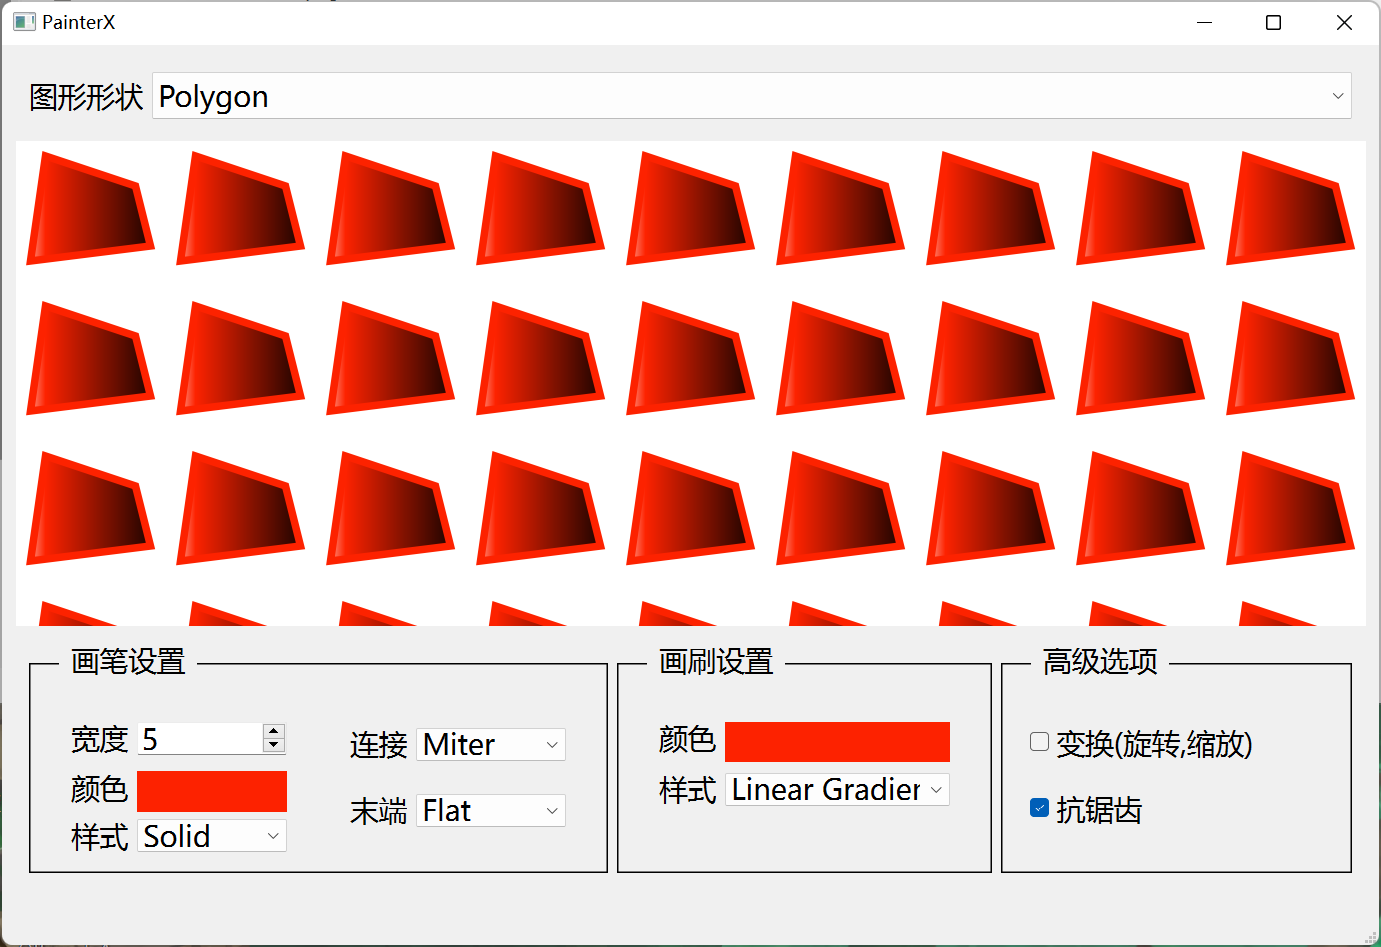 PainterX
图形形状 Polygon
画笔设置
宽度 5
颜色
样式 Solid
连接 Miter
末端 Flat
画刷设置
颜色
样式 Linear Gradien
高级选项
变换(旋转,缩放)
抗锯齿